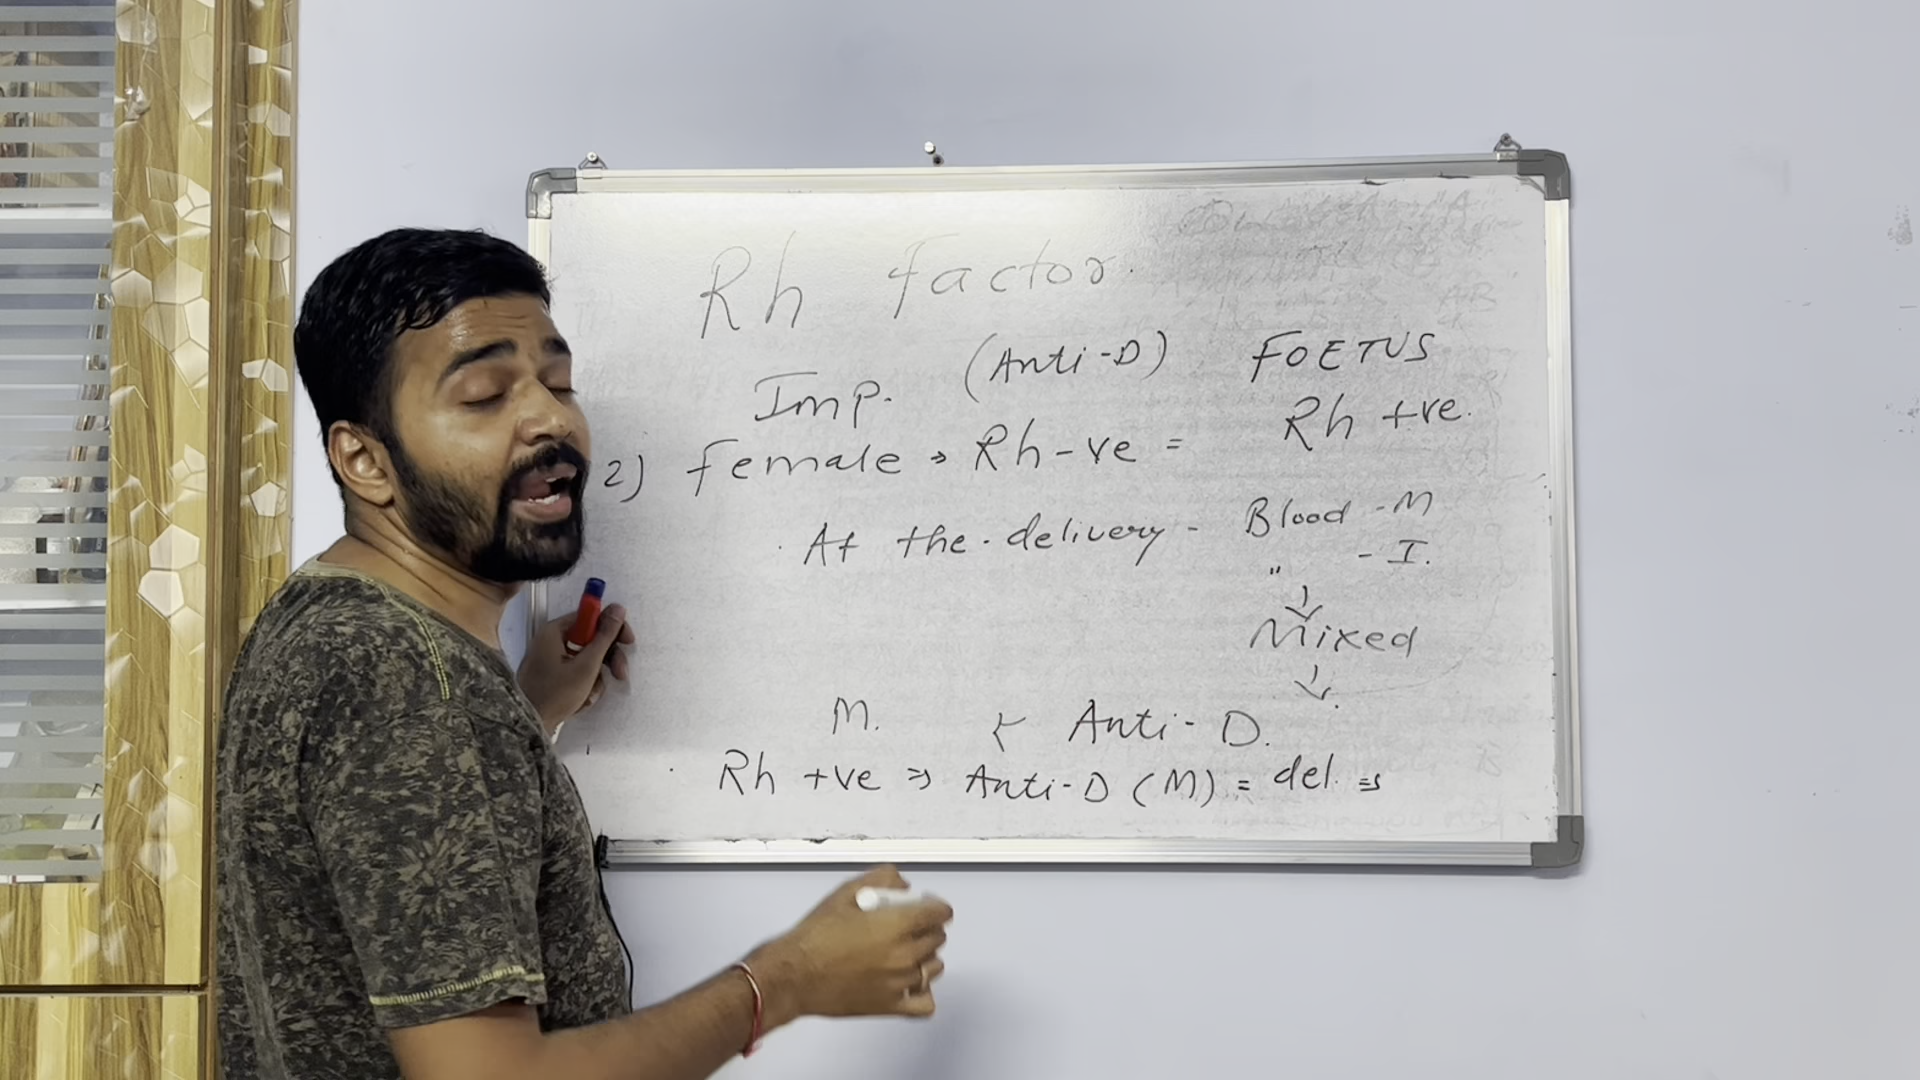 Rh factor.
Imp. (Anti-D) FOETUS
2) female → Rh-ve = Rh +ve.
At the delivery - Blood - M
" - I.
Mixed
M. Anti-D.
Rh +ve ⇒ Anti-D (M) = del. ⇒